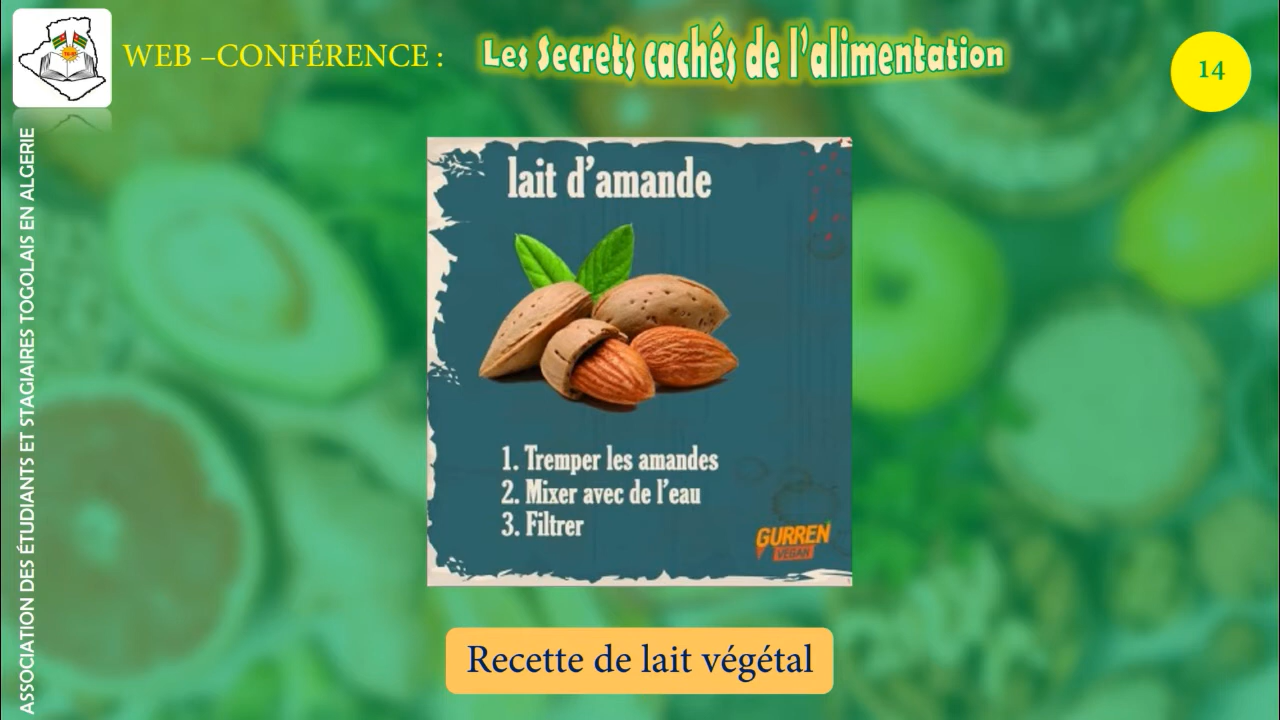 WEB –CONFÉRENCE :
Les Secrets cachés de l'alimentation
14
ASSOCIATION DES ÉTUDIANTS ET STAGIAIRES TOGOLAIS EN ALGERIE
lait d'amande
1. Tremper les amandes
2. Mixer avec de l'eau
3. Filtrer
GURREN
VEGAN
Recette de lait végétal